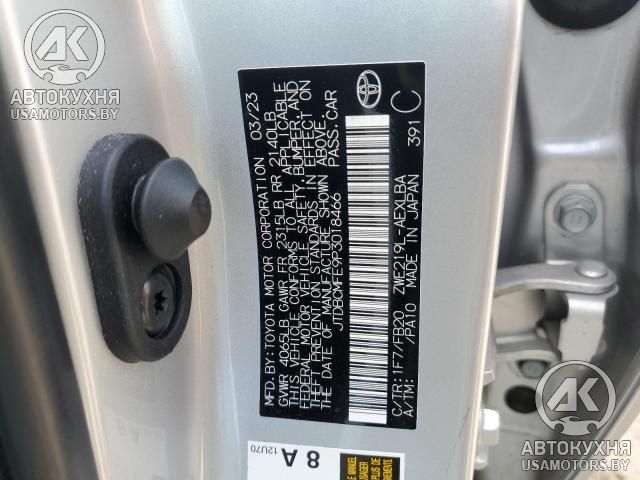 AK
АВТОКУХНЯ
USAMOTORS.BY
MFD.BY:TOYOTA MOTOR CORPORATION 03/23
GVWR 4065LB GAWR FR 2315LB RR 2140LB
THIS VEHICLE CONFORMS TO ALL APPLICABLE
FEDERAL MOTOR VEHICLE SAFETY, BUMPER, AND
THEFT PREVENTION STANDARDS IN EFFECT ON
THE DATE OF MANUFACTURE SHOWN ABOVE.
JTDBCMFE9P3018466 PASS.CAR
C/TR:1F7/FB20 ZWE219L-AEXLBA
A/TM: /PA10 MADE IN JAPAN 391 C
8 A
12U70
AK
АВТОКУХНЯ
USAMOTORS.BY